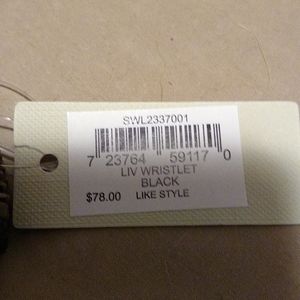 SWL2337001
7 23764 59117 0
LIV WRISTLET
BLACK
$78.00 LIKE STYLE